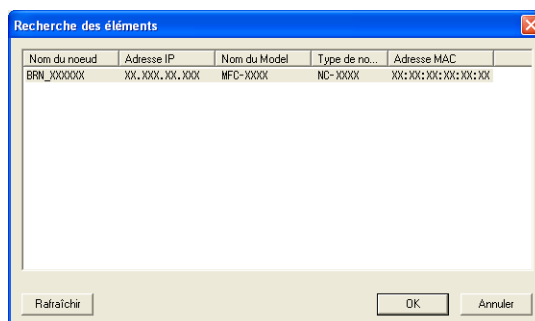 Recherche des éléments
Nom du noeud Adresse IP Nom du Model Type de no... Adresse MAC
BRN_XXXXXX XX.XXX.XX.XXX MFC-XXXX NC-XXXX XX:XX:XX:XX:XX:XX
Rafraîchir OK Annuler